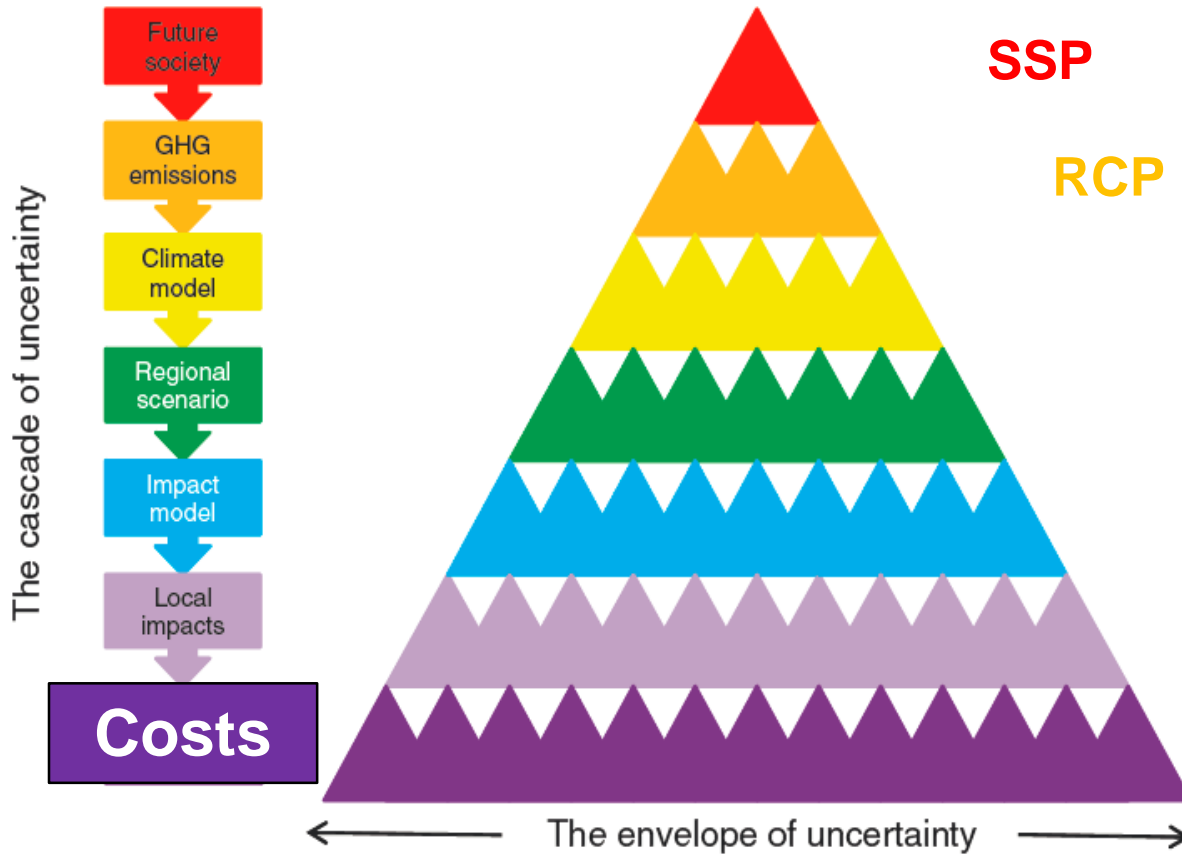 The cascade of uncertainty
Future
society
GHG
emissions
Climate
model
Regional
scenario
Impact
model
Local
impacts
Costs
SSP
RCP
The envelope of uncertainty